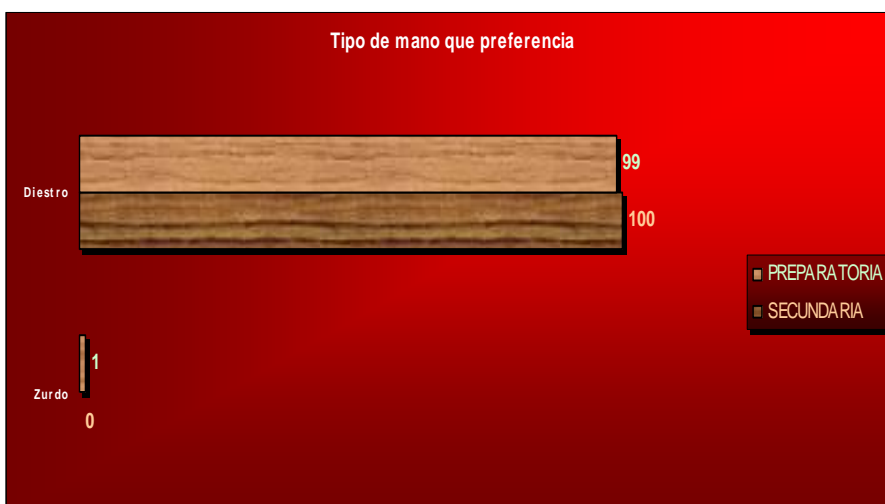 Tipo de mano que preferencia
99
Diestro
100
PREPARATORIA
SECUNDARIA
1
Zurdo
0